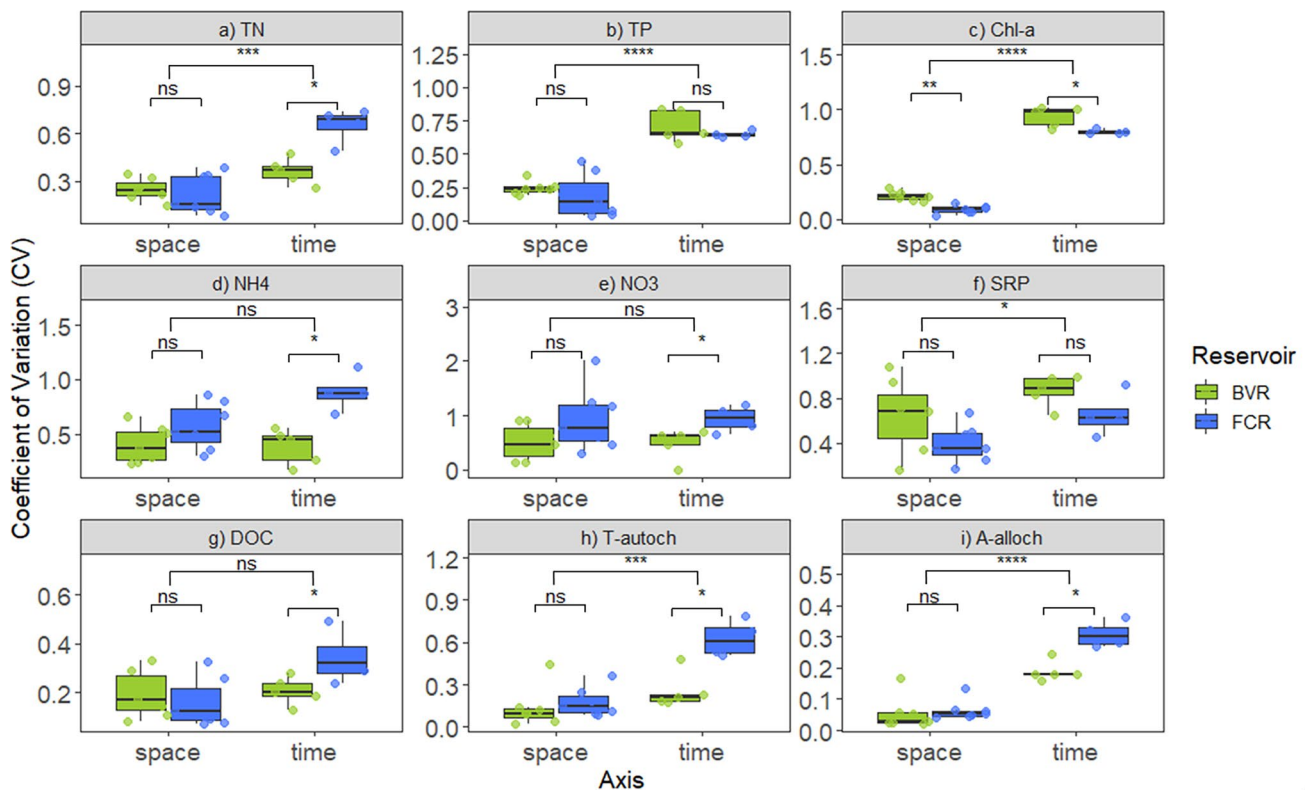 a) TN
b) TP
c) Chl-a
***
ns
*
0.9
0.6
0.3
space
time
****
ns
ns
1.25
1.00
0.75
0.50
0.25
0.00
space
time
****
**
*
1.5
1.0
0.5
0.0
space
time
Coefficient of Variation (CV)
d) NH4
e) NO3
f) SRP
ns
ns
*
1.5
1.0
0.5
space
time
ns
ns
*
3
2
1
0
space
time
*
ns
ns
1.6
1.2
0.8
0.4
space
time
Reservoir
BVR
FCR
g) DOC
h) T-autoch
i) A-alloch
ns
ns
*
0.6
0.4
0.2
space
time
***
ns
*
1.2
0.9
0.6
0.3
0.0
space
time
****
ns
*
0.5
0.4
0.3
0.2
0.1
0.0
space
time
Axis